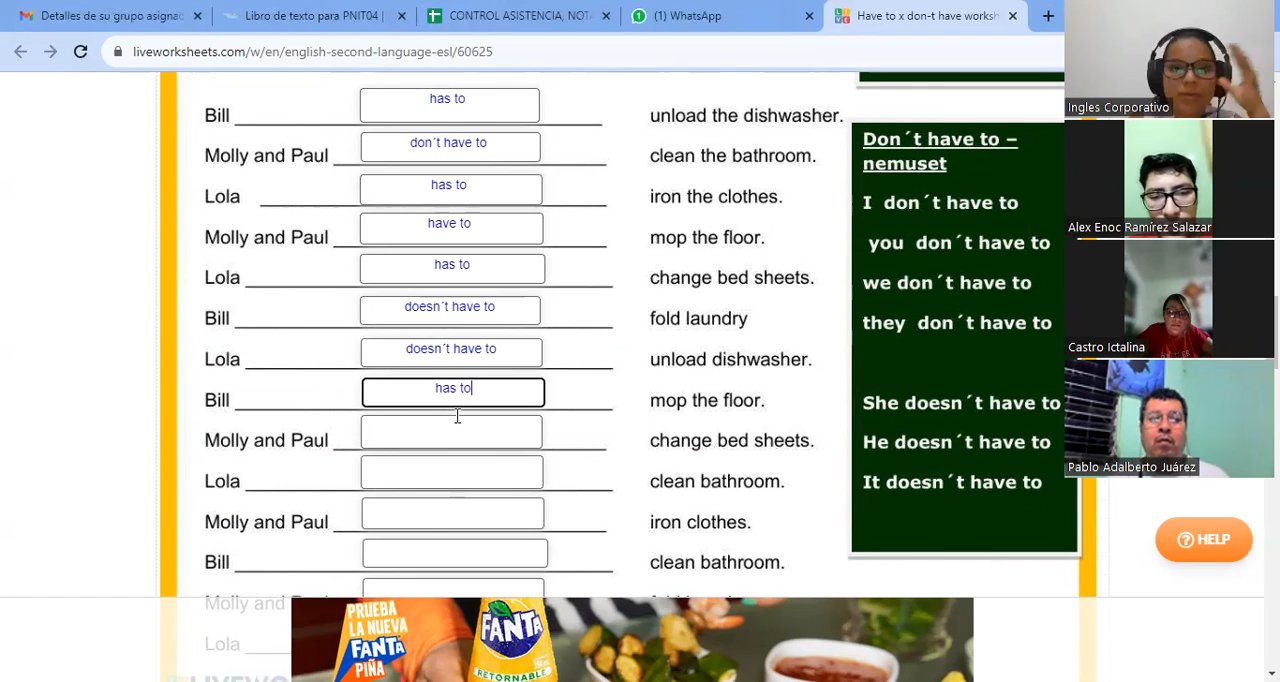 Detalles de su grupo asignac
Libro de texto para PNIT04
CONTROL ASISTENCIA, NOT
(1) WhatsApp
Have to x don-t have worksh
liveworksheets.com/w/en/english-second-language-esl/60625
Bill has to unload the dishwasher.
Molly and Paul don´t have to clean the bathroom.
Lola has to iron the clothes.
Molly and Paul have to mop the floor.
Lola has to change bed sheets.
Bill doesn´t have to fold laundry
Lola doesn´t have to unload dishwasher.
Bill has to mop the floor.
Molly and Paul change bed sheets.
Lola clean bathroom.
Molly and Paul iron clothes.
Bill clean bathroom.
Molly and Paul
Lola
Don´t have to –
nemuset
I don´t have to
you don´t have to
we don´t have to
they don´t have to
She doesn´t have to
He doesn´t have to
It doesn´t have to
Ingles Corporativo
Alex Enoc Ramírez Salazar
Castro Ictalina
Pablo Adalberto Juárez
HELP
PRUEBA
LA NUEVA
FANTA
PIÑA
FANTA
RETORNABLE